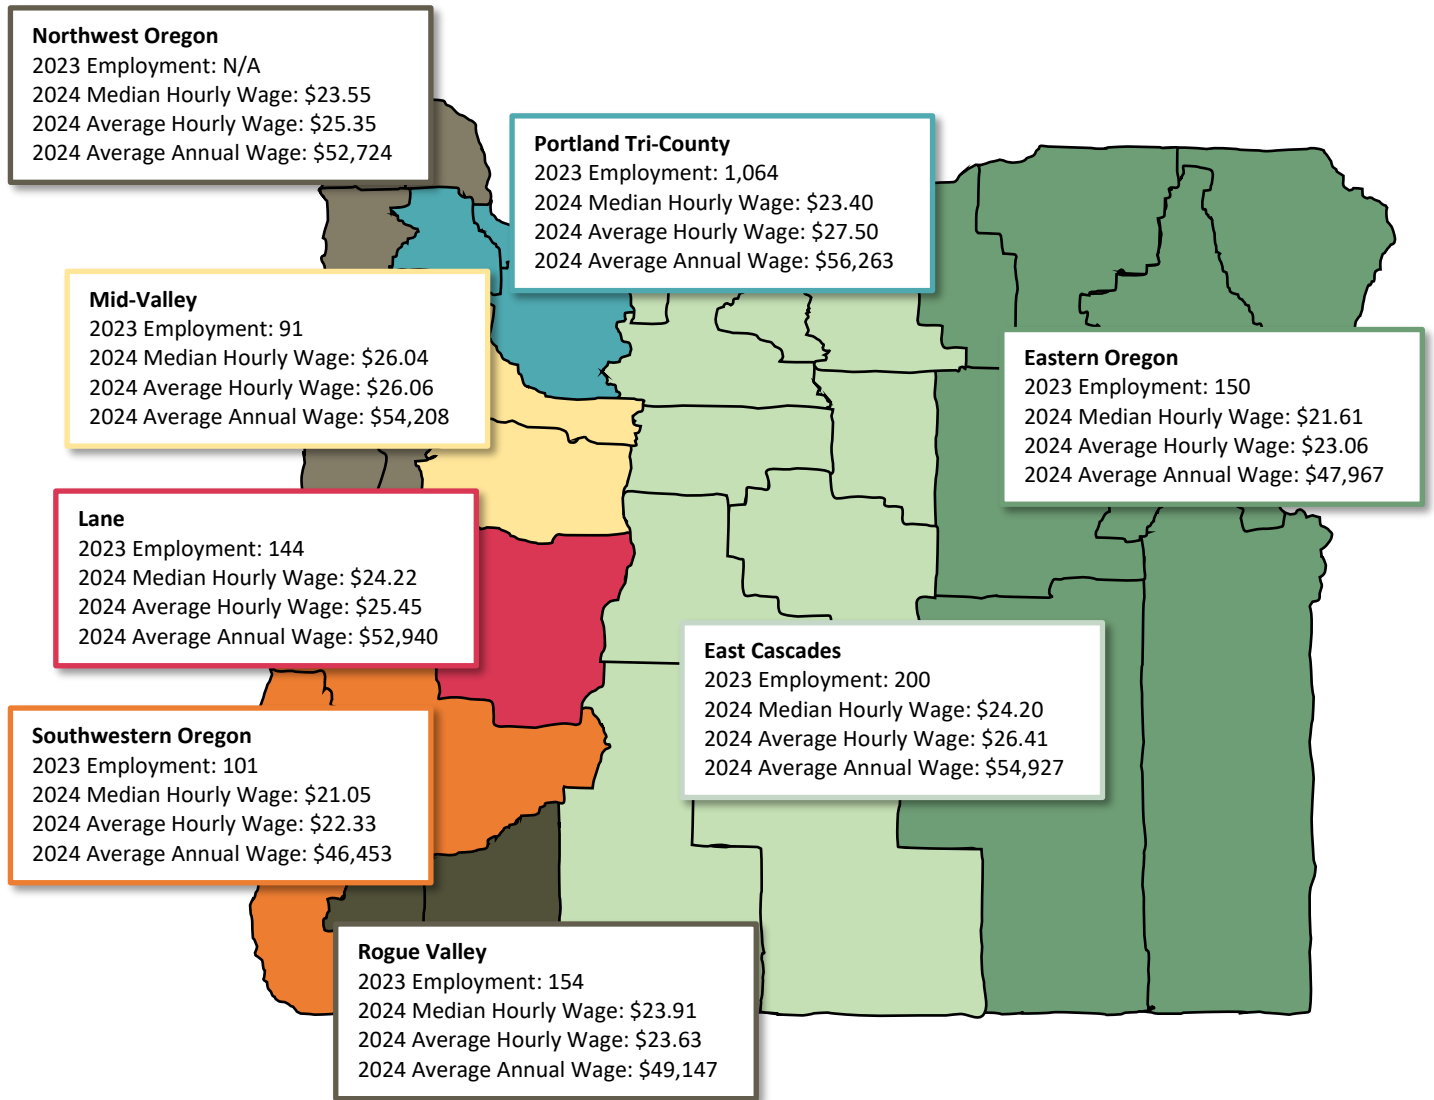 Northwest Oregon
2023 Employment: N/A
2024 Median Hourly Wage: $23.55
2024 Average Hourly Wage: $25.35
2024 Average Annual Wage: $52,724
Portland Tri-County
2023 Employment: 1,064
2024 Median Hourly Wage: $23.40
2024 Average Hourly Wage: $27.50
2024 Average Annual Wage: $56,263
Mid-Valley
2023 Employment: 91
2024 Median Hourly Wage: $26.04
2024 Average Hourly Wage: $26.06
2024 Average Annual Wage: $54,208
Eastern Oregon
2023 Employment: 150
2024 Median Hourly Wage: $21.61
2024 Average Hourly Wage: $23.06
2024 Average Annual Wage: $47,967
Lane
2023 Employment: 144
2024 Median Hourly Wage: $24.22
2024 Average Hourly Wage: $25.45
2024 Average Annual Wage: $52,940
East Cascades
2023 Employment: 200
2024 Median Hourly Wage: $24.20
2024 Average Hourly Wage: $26.41
2024 Average Annual Wage: $54,927
Southwestern Oregon
2023 Employment: 101
2024 Median Hourly Wage: $21.05
2024 Average Hourly Wage: $22.33
2024 Average Annual Wage: $46,453
Rogue Valley
2023 Employment: 154
2024 Median Hourly Wage: $23.91
2024 Average Hourly Wage: $23.63
2024 Average Annual Wage: $49,147